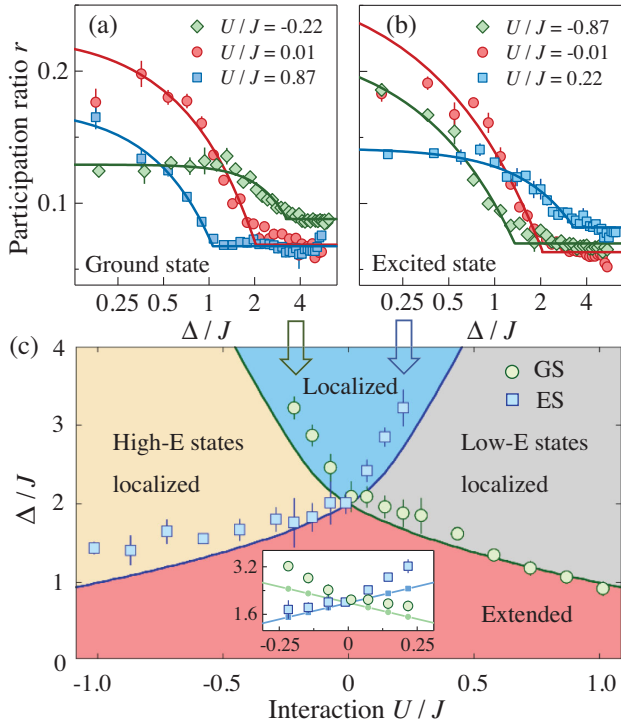 (a)
U / J = -0.22
U / J = 0.01
U / J = 0.87
(b)
U / J = -0.87
U / J = -0.01
U / J = 0.22
Participation ratio r
0.2
0.1
Ground state
Excited state
0.25 0.5 1 2 4
0.25 0.5 1 2 4
Δ / J
Δ / J
(c)
4
3
2
1
0
Δ / J
Localized
GS
ES
High-E states
localized
Low-E states
localized
Extended
3.2
1.6
-0.25 0 0.25
-1.0 -0.5 0 0.5 1.0
Interaction U / J